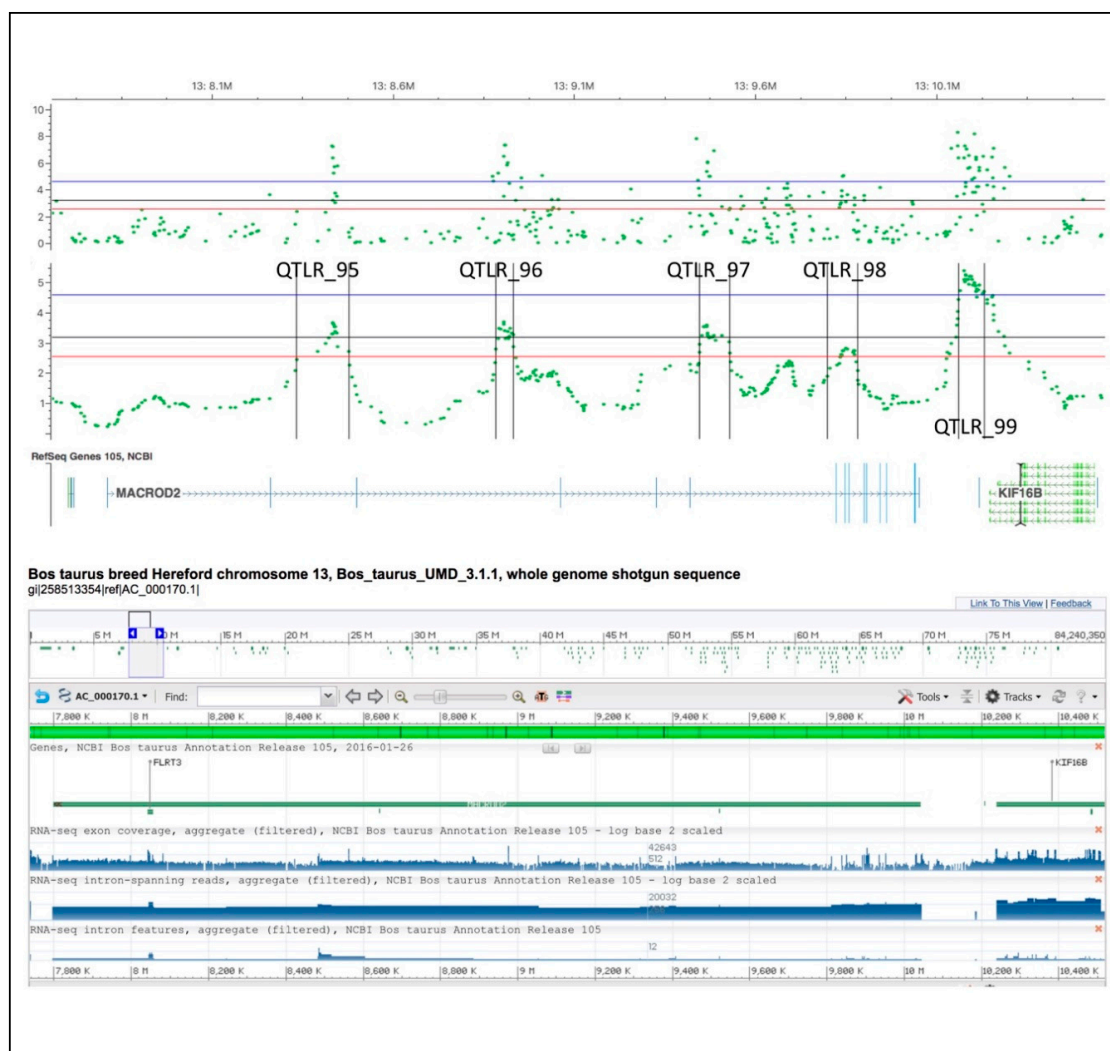 13: 8.1M 13: 8.6M 13: 9.1M 13: 9.6M 13: 10.1M
10
8
6
4
2
0
QTLR_95 QTLR_96 QTLR_97 QTLR_98
5
4
3
2
1
QTLR_99
RefSeq Genes 105, NCBI
MACROD2 KIF16B
Bos taurus breed Hereford chromosome 13, Bos_taurus_UMD_3.1.1, whole genome shotgun sequence
gi|258513354|ref|AC_000170.1|
Link To This View | Feedback
5 M 15 M 20 M 25 M 30 M 35 M 40 M 45 M 50 M 55 M 60 M 65 M 70 M 75 M 84,240,350
AC_000170.1 Find: Tools Tracks ?
7,800 K 8 M 8,200 K 8,400 K 8,600 K 8,800 K 9 M 9,200 K 9,400 K 9,600 K 9,800 K 10 M 10,200 K 10,400 K
Genes, NCBI Bos taurus Annotation Release 105, 2016-01-26
FLRT3 KIF16B
RNA-seq exon coverage, aggregate (filtered), NCBI Bos taurus Annotation Release 105 - log base 2 scaled
42643
512
RNA-seq intron-spanning reads, aggregate (filtered), NCBI Bos taurus Annotation Release 105 - log base 2 scaled
20032
RNA-seq intron features, aggregate (filtered), NCBI Bos taurus Annotation Release 105
12
7,800 K 8 M 8,200 K 8,400 K 8,600 K 8,800 K 9 M 9,200 K 9,400 K 9,600 K 9,800 K 10 M 10,200 K 10,400 K